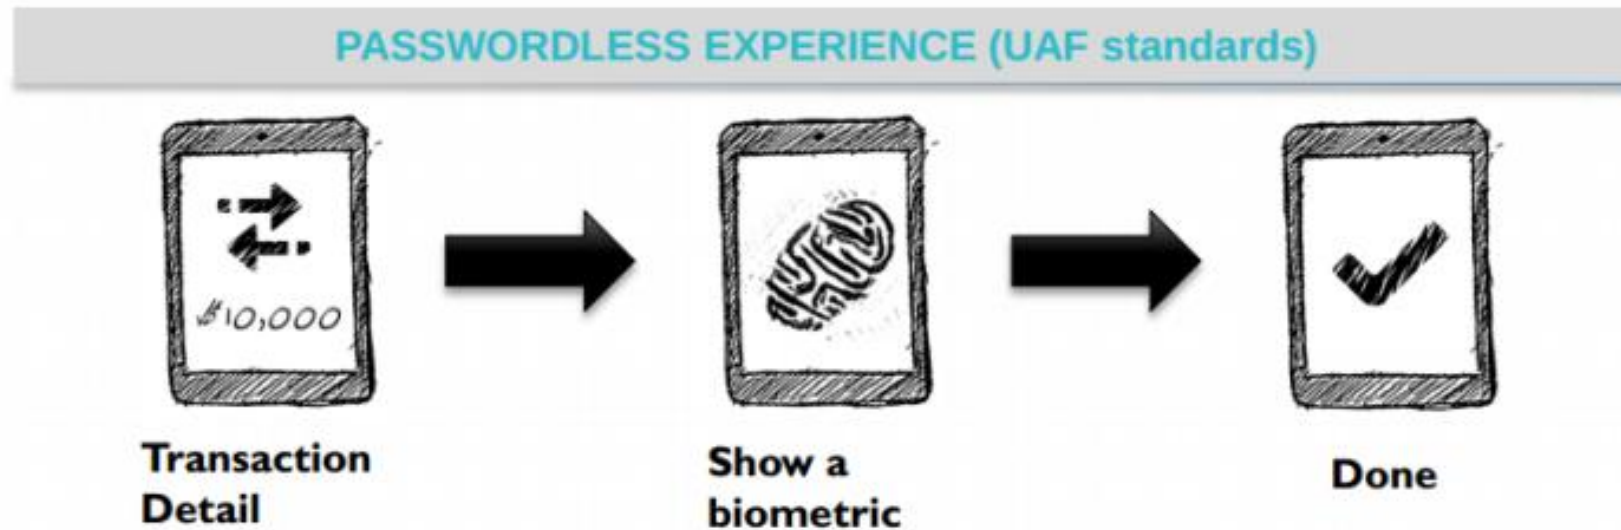 PASSWORDLESS EXPERIENCE (UAF standards)
$10,000
Transaction
Detail
Show a
biometric
Done